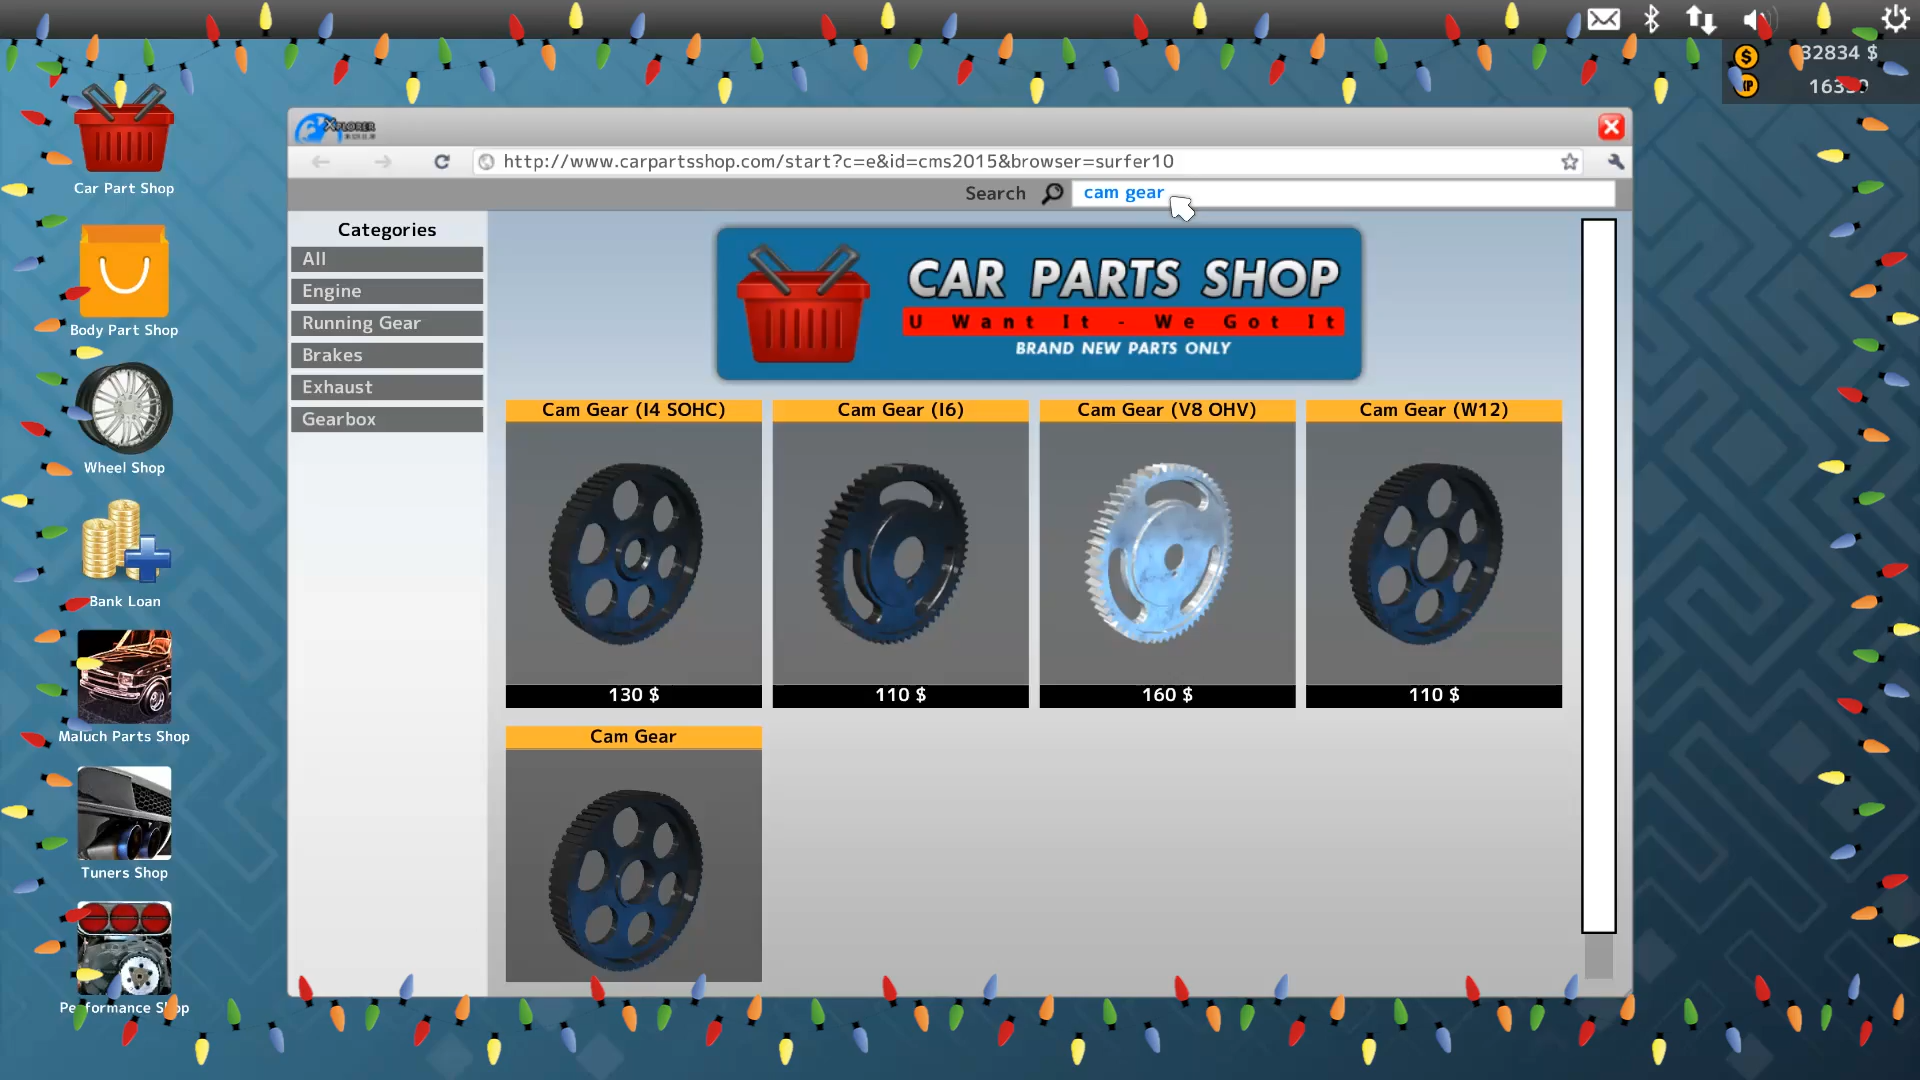 32834 $
Car Part Shop
Body Part Shop
Wheel Shop
Bank Loan
Maluch Parts Shop
Tuners Shop
Performance Shop
XPLORER
http://www.carpartsshop.com/start?c=e&id=cms2015&browser=surfer10
Search
cam gear
Categories
All
Engine
Running Gear
Brakes
Exhaust
Gearbox
CAR PARTS SHOP
U Want It - We Got It
BRAND NEW PARTS ONLY
Cam Gear (I4 SOHC)
Cam Gear (I6)
Cam Gear (V8 OHV)
Cam Gear (W12)
130 $
110 $
160 $
110 $
Cam Gear